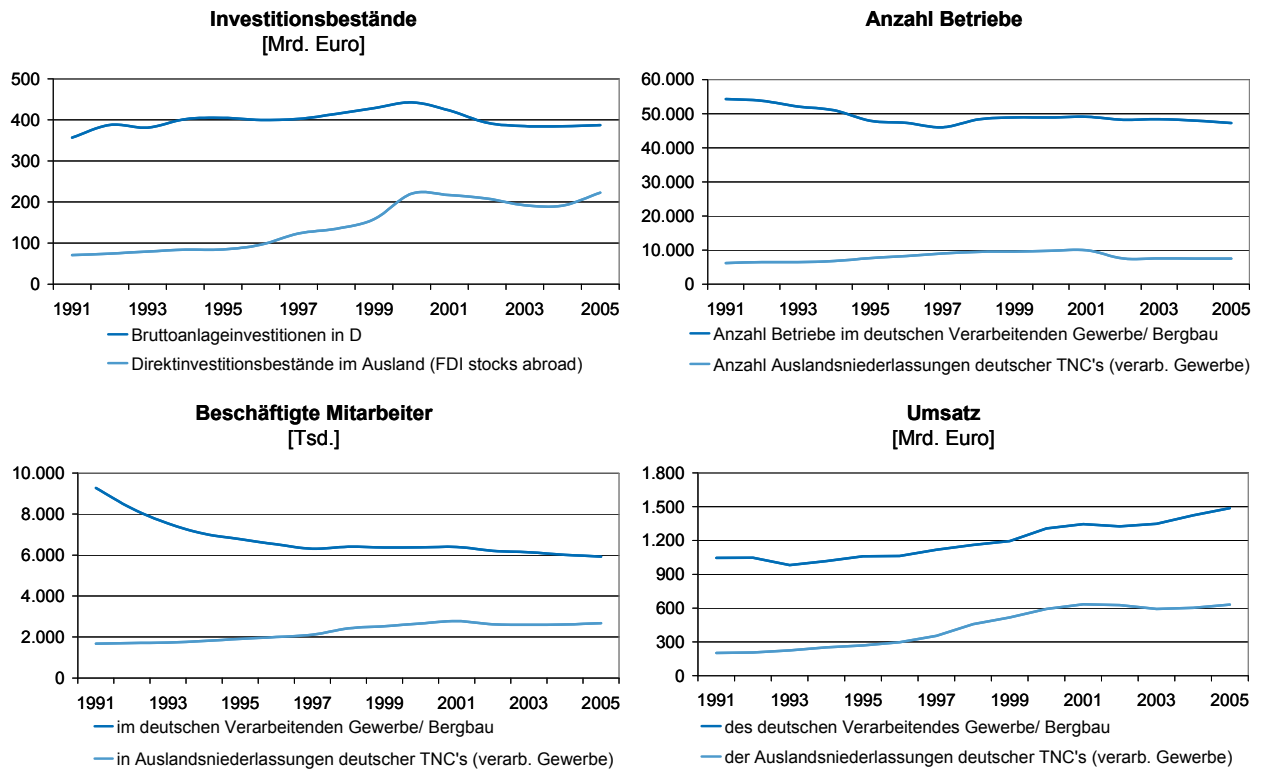 Investitionsbestände
[Mrd. Euro]
500
400
300
200
100
0
1991 1993 1995 1997 1999 2001 2003 2005
Bruttoanlageinvestitionen in D
Direktinvestitionsbestände im Ausland (FDI stocks abroad)
Anzahl Betriebe
60.000
50.000
40.000
30.000
20.000
10.000
0
1991 1993 1995 1997 1999 2001 2003 2005
Anzahl Betriebe im deutschen Verarbeitenden Gewerbe/ Bergbau
Anzahl Auslandsniederlassungen deutscher TNC's (verarb. Gewerbe)
Beschäftigte Mitarbeiter
[Tsd.]
10.000
8.000
6.000
4.000
2.000
0
1991 1993 1995 1997 1999 2001 2003 2005
im deutschen Verarbeitenden Gewerbe/ Bergbau
in Auslandsniederlassungen deutscher TNC's (verarb. Gewerbe)
Umsatz
[Mrd. Euro]
1.800
1.500
1.200
900
600
300
0
1991 1993 1995 1997 1999 2001 2003 2005
des deutschen Verarbeitendes Gewerbe/ Bergbau
der Auslandsniederlassungen deutscher TNC's (verarb. Gewerbe)